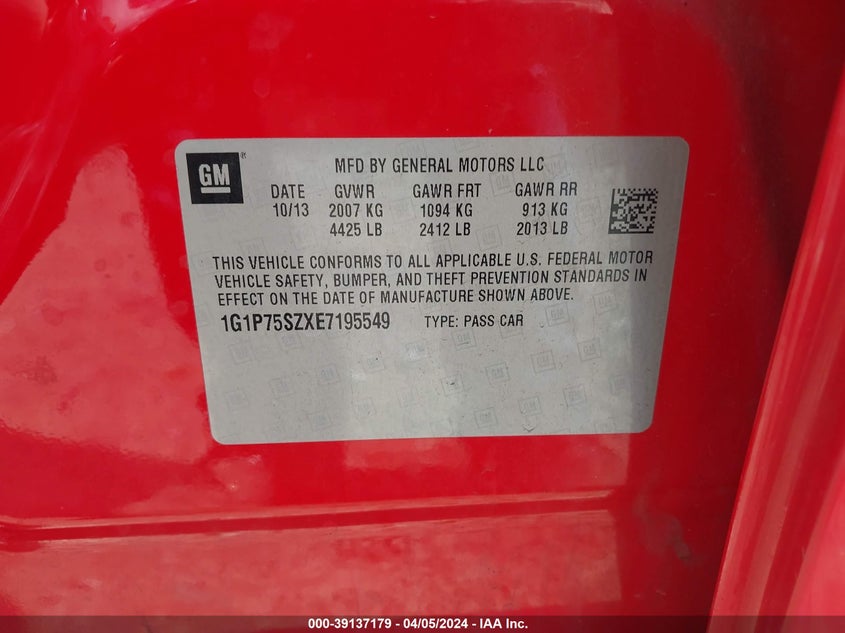 GM ® MFD BY GENERAL MOTORS LLC
DATE GVWR GAWR FRT GAWR RR
10/13 2007 KG 1094 KG 913 KG
4425 LB 2412 LB 2013 LB
THIS VEHICLE CONFORMS TO ALL APPLICABLE U.S. FEDERAL MOTOR
VEHICLE SAFETY, BUMPER, AND THEFT PREVENTION STANDARDS IN
EFFECT ON THE DATE OF MANUFACTURE SHOWN ABOVE.
1G1P75SZXE7195549 TYPE: PASS CAR
000-39137179 / 04/05/2024 - IAA Inc.